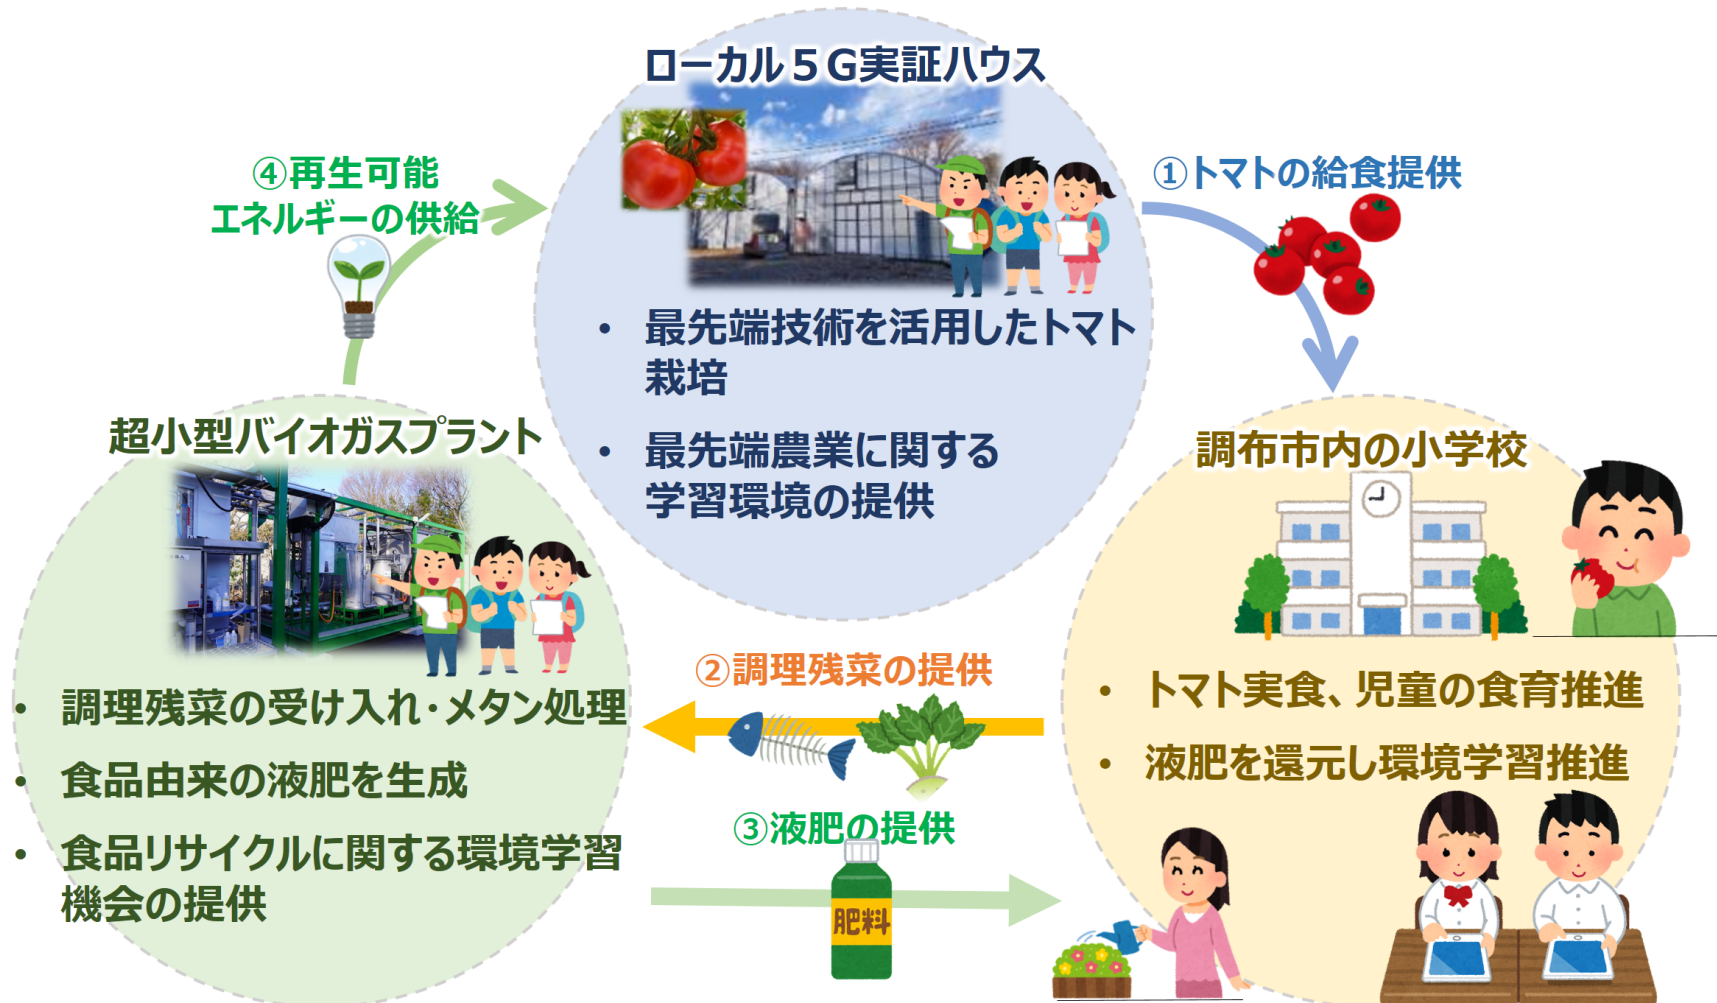 ローカル５G実証ハウス
④再生可能
エネルギーの供給
①トマトの給食提供
・ 最先端技術を活用したトマト
栽培
・ 最先端農業に関する
学習環境の提供
超小型バイオガスプラント
・ 調理残菜の受け入れ・メタン処理
・ 食品由来の液肥を生成
・ 食品リサイクルに関する環境学習
機会の提供
調布市内の小学校
・ トマト実食、児童の食育推進
・ 液肥を還元し環境学習推進
②調理残菜の提供
③液肥の提供
肥料